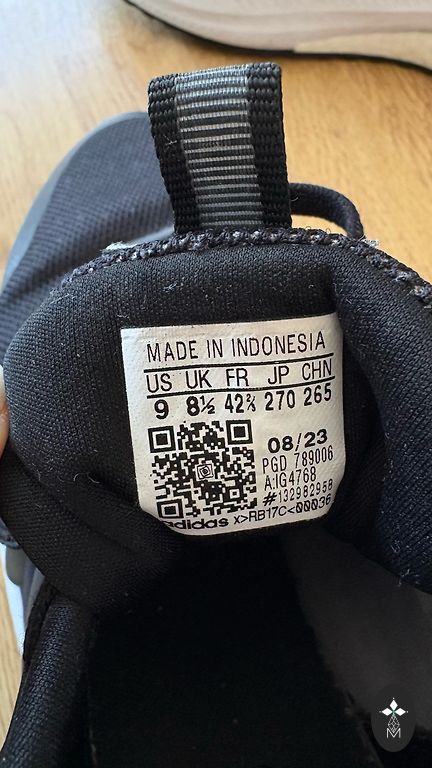 MADE IN INDONESIA
US UK FR JP CHN
9 8½ 42⅔ 270 265
08/23
PGD 789006
A:IG4768
#132982958
adidas X>RB17C<00036
M